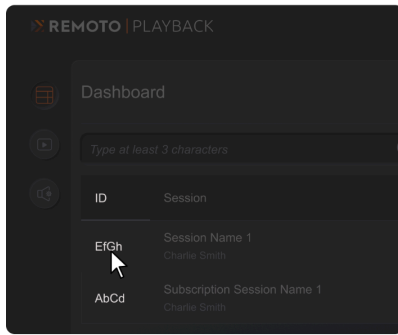 REMOTO | PLAYBACK
Dashboard
Type at least 3 characters
ID Session
EfGh Session Name 1
Charlie Smith
AbCd Subscription Session Name 1
Charlie Smith